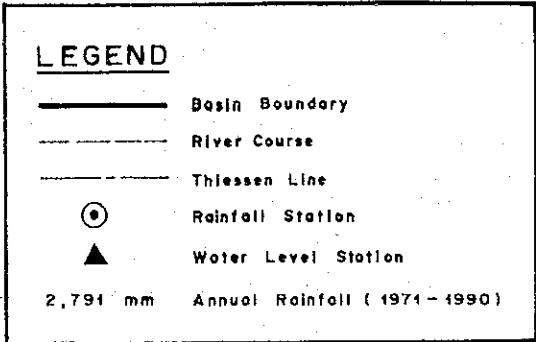 LEGEND
Basin Boundary
River Course
Thiessen Line
Rainfall Station
Water Level Station
2,791 mm Annual Rainfall (1971-1990)